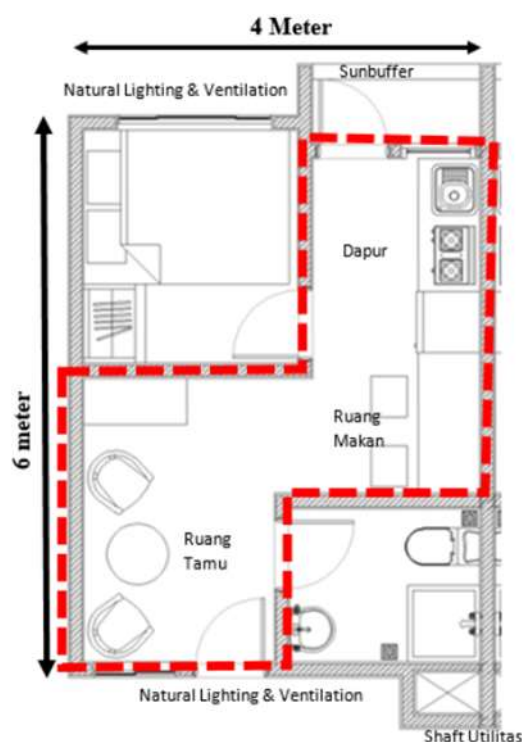 4 Meter
Sunbuffer
Natural Lighting & Ventilation
Dapur
6 meter
Ruang
Makan
Ruang
Tamu
Natural Lighting & Ventilation
Shaft Utilitas